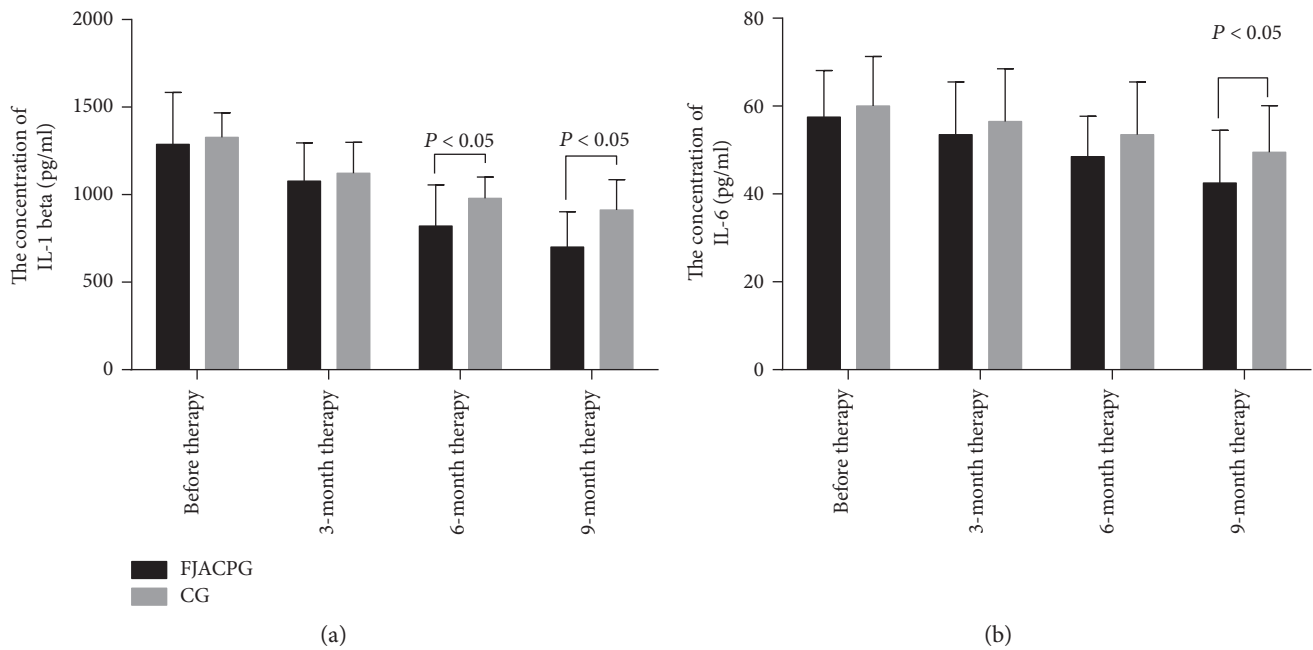 The concentration of
IL-1 beta (pg/ml)
2000
1500
1000
500
0
P < 0.05
P < 0.05
Before therapy
3-month therapy
6-month therapy
9-month therapy
FJACPG
CG
(a)
The concentration of
IL-6 (pg/ml)
80
60
40
20
0
P < 0.05
Before therapy
3-month therapy
6-month therapy
9-month therapy
(b)